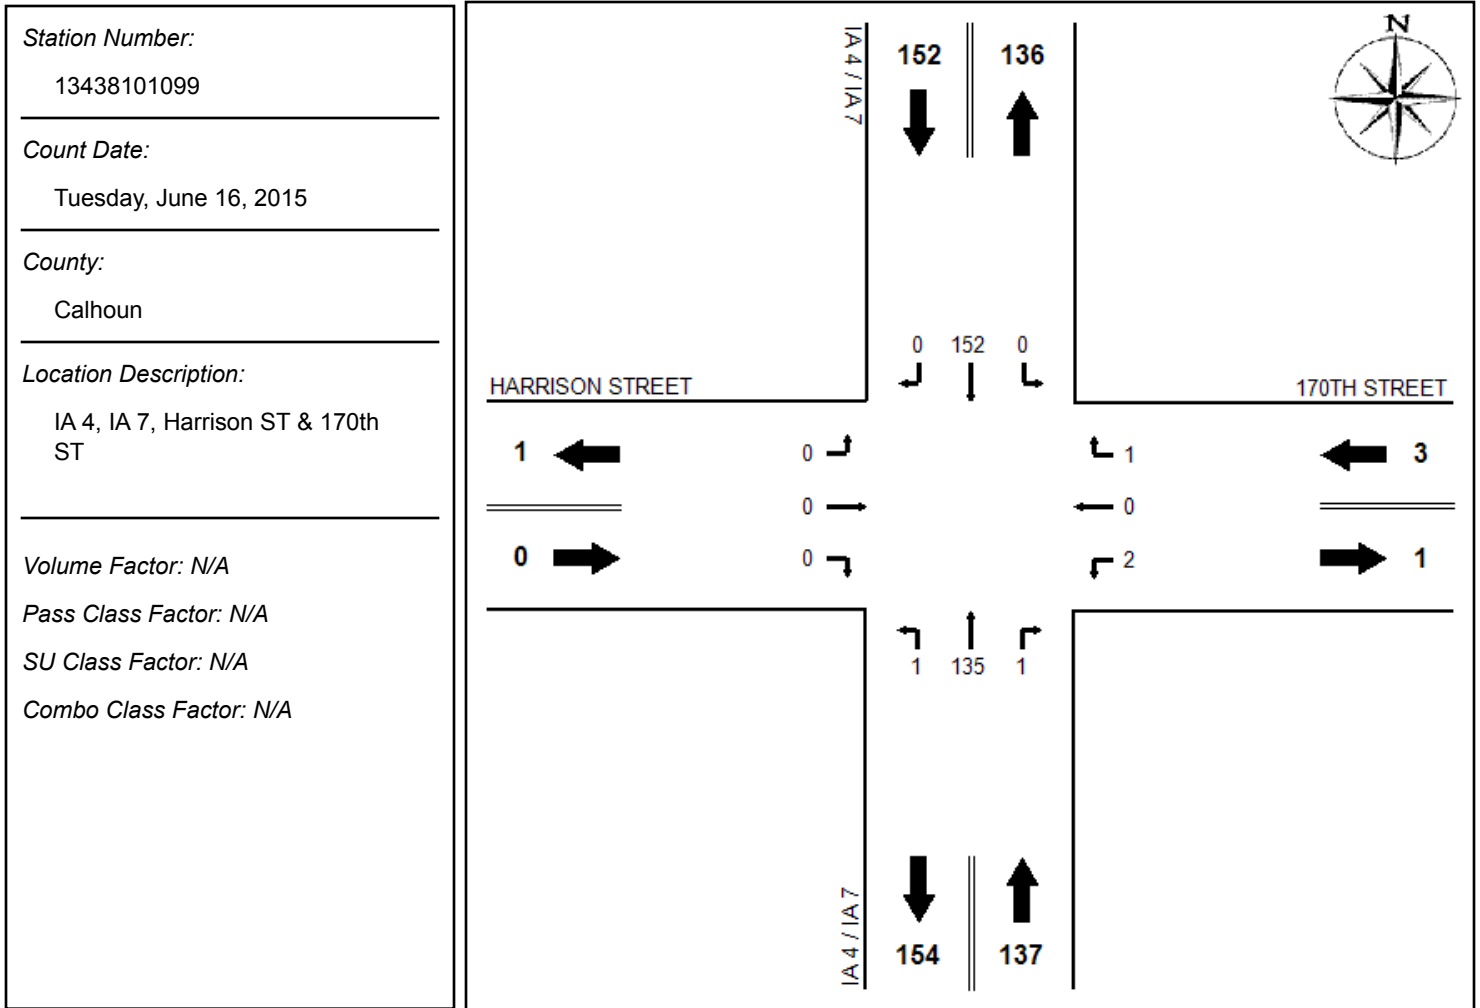 Station Number:
13438101099
Count Date:
Tuesday, June 16, 2015
County:
Calhoun
Location Description:
IA 4, IA 7, Harrison ST & 170th
ST
Volume Factor: N/A
Pass Class Factor: N/A
SU Class Factor: N/A
Combo Class Factor: N/A
N
IA 4 / IA 7
152 136
0 152 0
HARRISON STREET
170TH STREET
1 0 1 3
0 0
0 0 2 1
1 135 1
IA 4 / IA 7
154 137